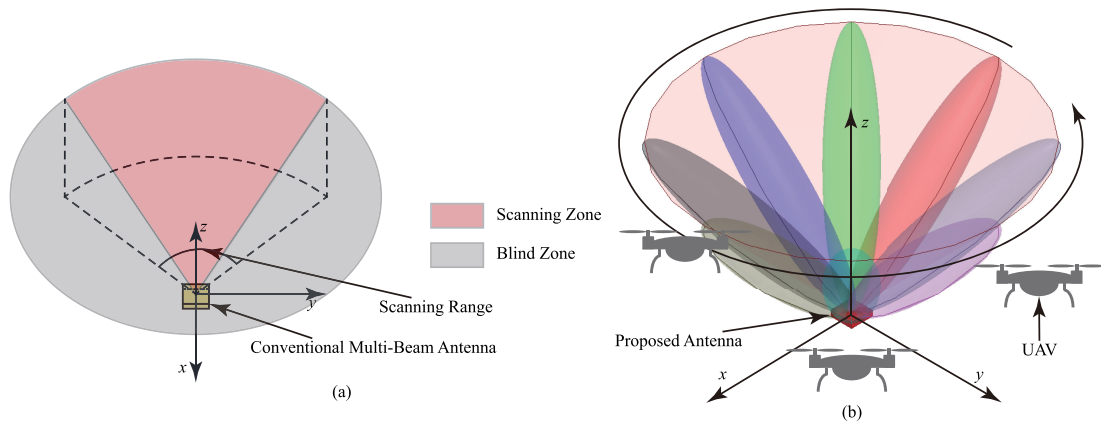 z
Scanning Zone
Blind Zone
y
Scanning Range
Conventional Multi-Beam Antenna
x
(a)
z
Proposed Antenna
UAV
x
y
(b)